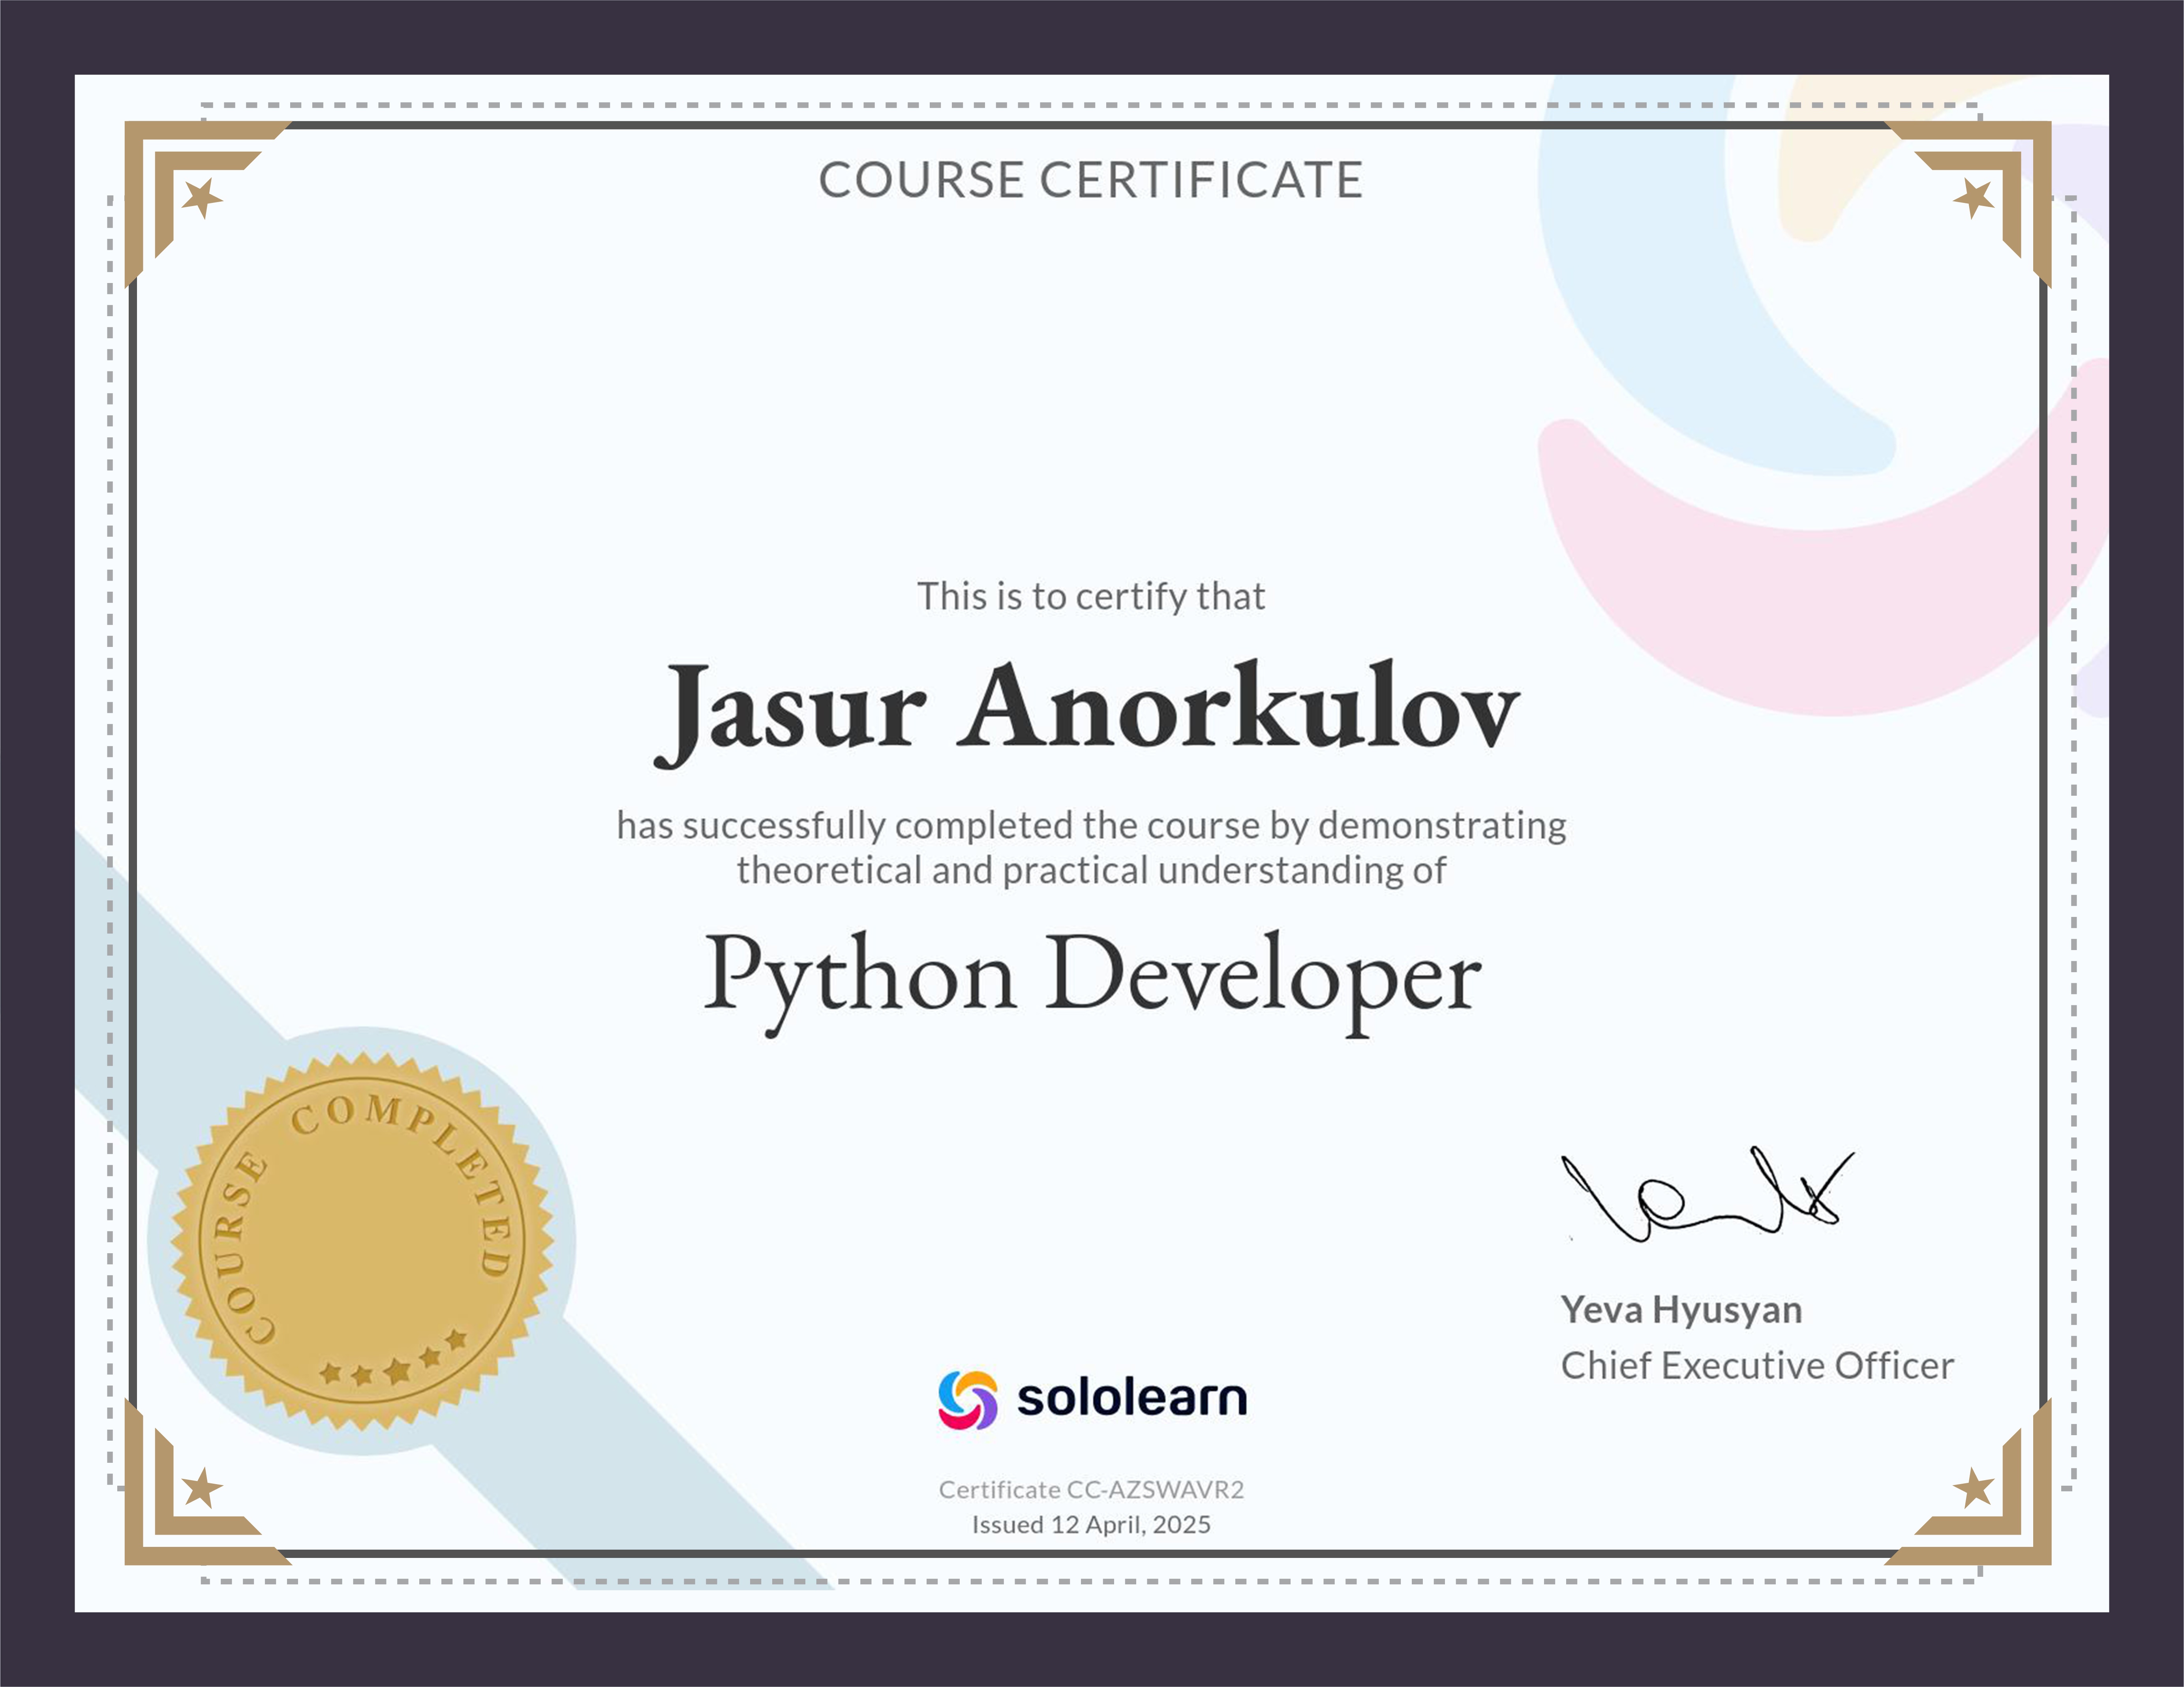 COURSE CERTIFICATE
This is to certify that
Jasur Anorkulov
has successfully completed the course by demonstrating
theoretical and practical understanding of
Python Developer
COURSE COMPLETED
Yeva Hyusyan
Chief Executive Officer
sololearn
Certificate CC-AZSWAVR2
Issued 12 April, 2025